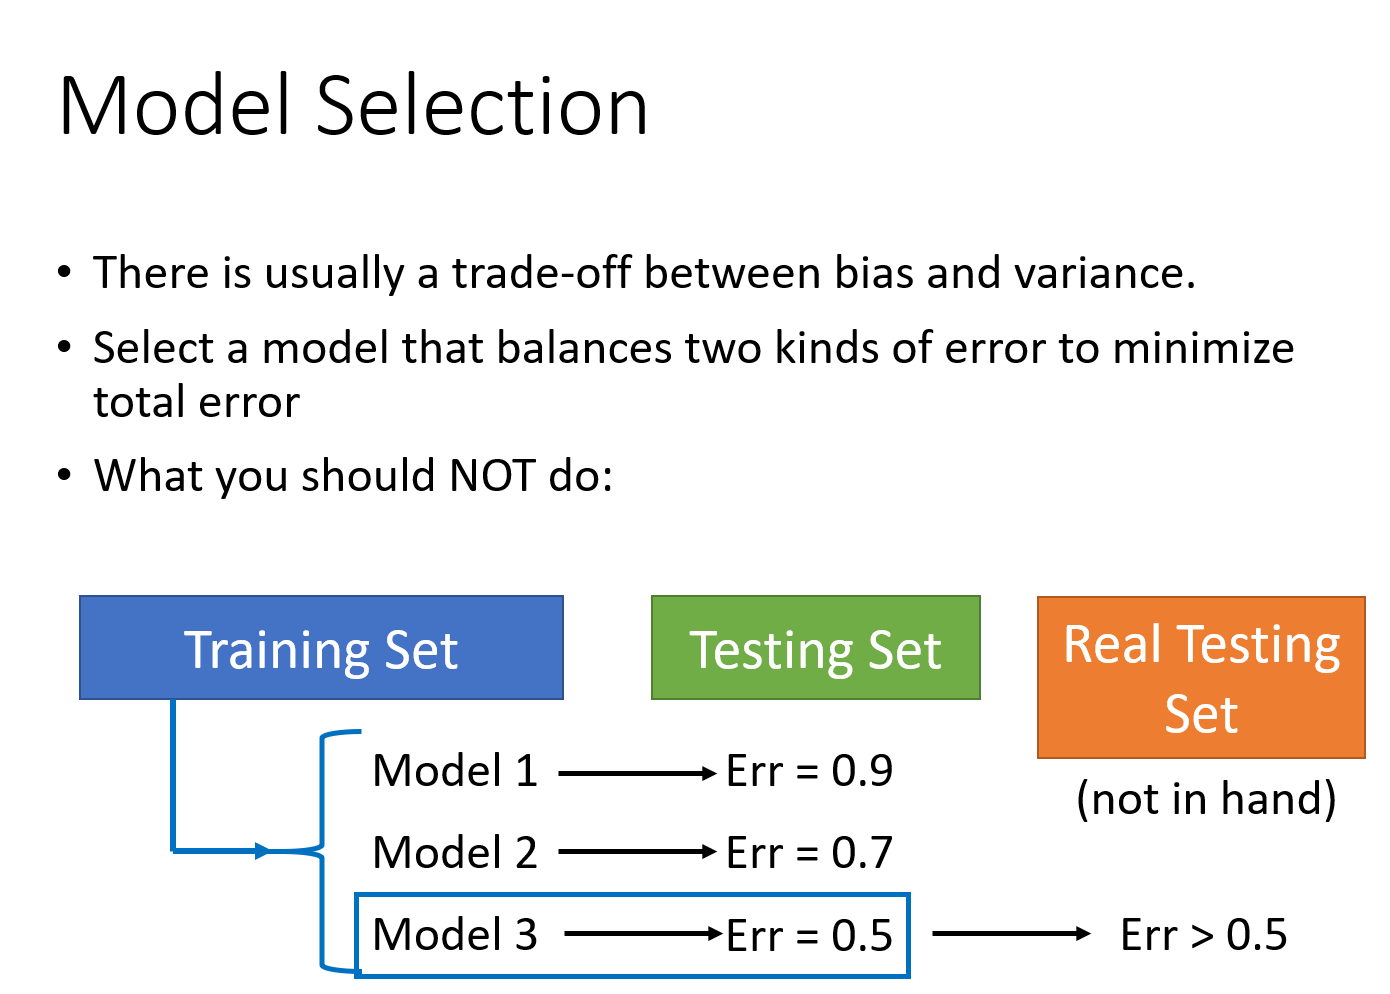 Model Selection
• There is usually a trade-off between bias and variance.
• Select a model that balances two kinds of error to minimize
total error
• What you should NOT do:
Training Set
Testing Set
Real Testing
Set
(not in hand)
Model 1
Err = 0.9
Model 2
Err = 0.7
Model 3
Err = 0.5
Err > 0.5